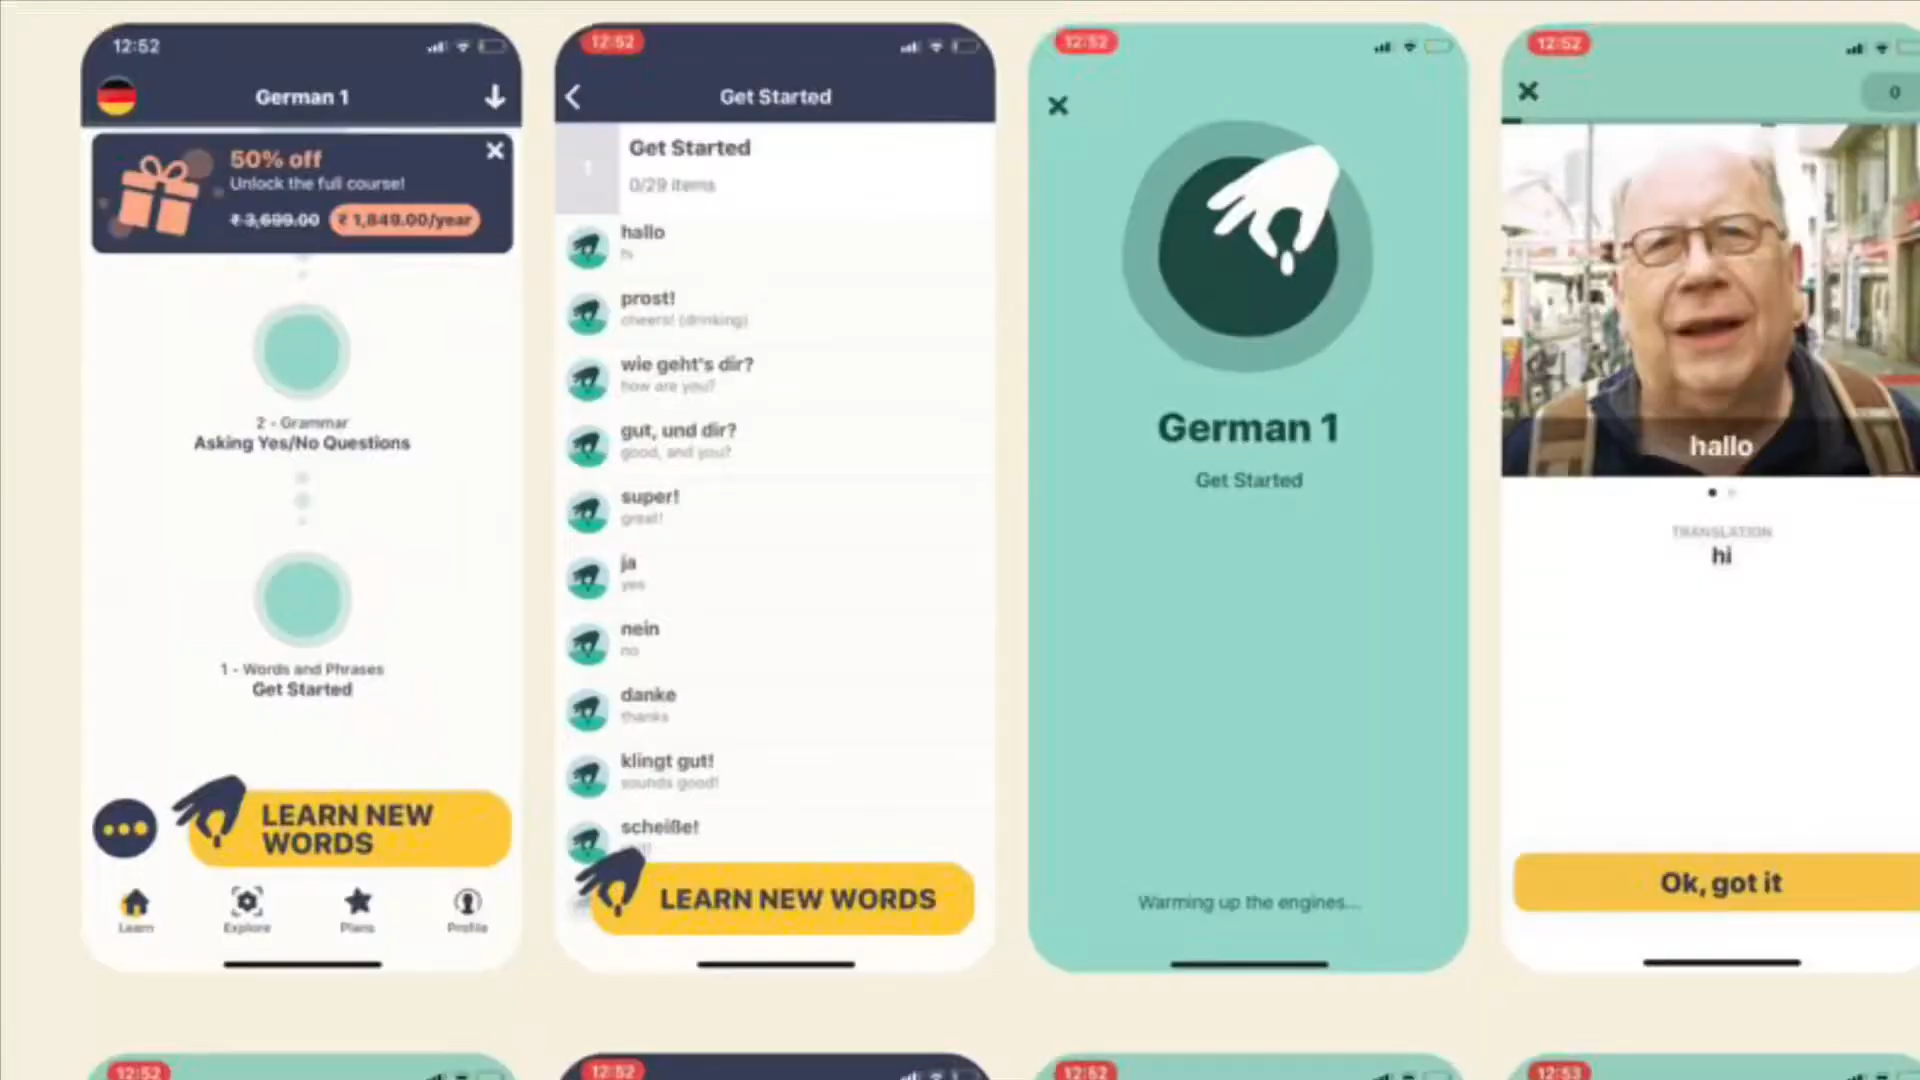 12:52
German 1
50% off
Unlock the full course!
₹ 3,699.00 ₹ 1,849.00/year
2 - Grammar
Asking Yes/No Questions
1 - Words and Phrases
Get Started
LEARN NEW
WORDS
Learn Explore Plans Profile
12:52
Get Started
1
Get Started
0/29 items
hallo
hi
prost!
cheers! (drinking)
wie geht's dir?
how are you?
gut, und dir?
good, and you?
super!
great!
ja
yes
nein
no
danke
thanks
klingt gut!
sounds good!
scheiße!
LEARN NEW WORDS
12:52
German 1
Get Started
Warming up the engines...
12:52
0
hallo
TRANSLATION
hi
Ok, got it
12:52
12:52
12:52
12:53